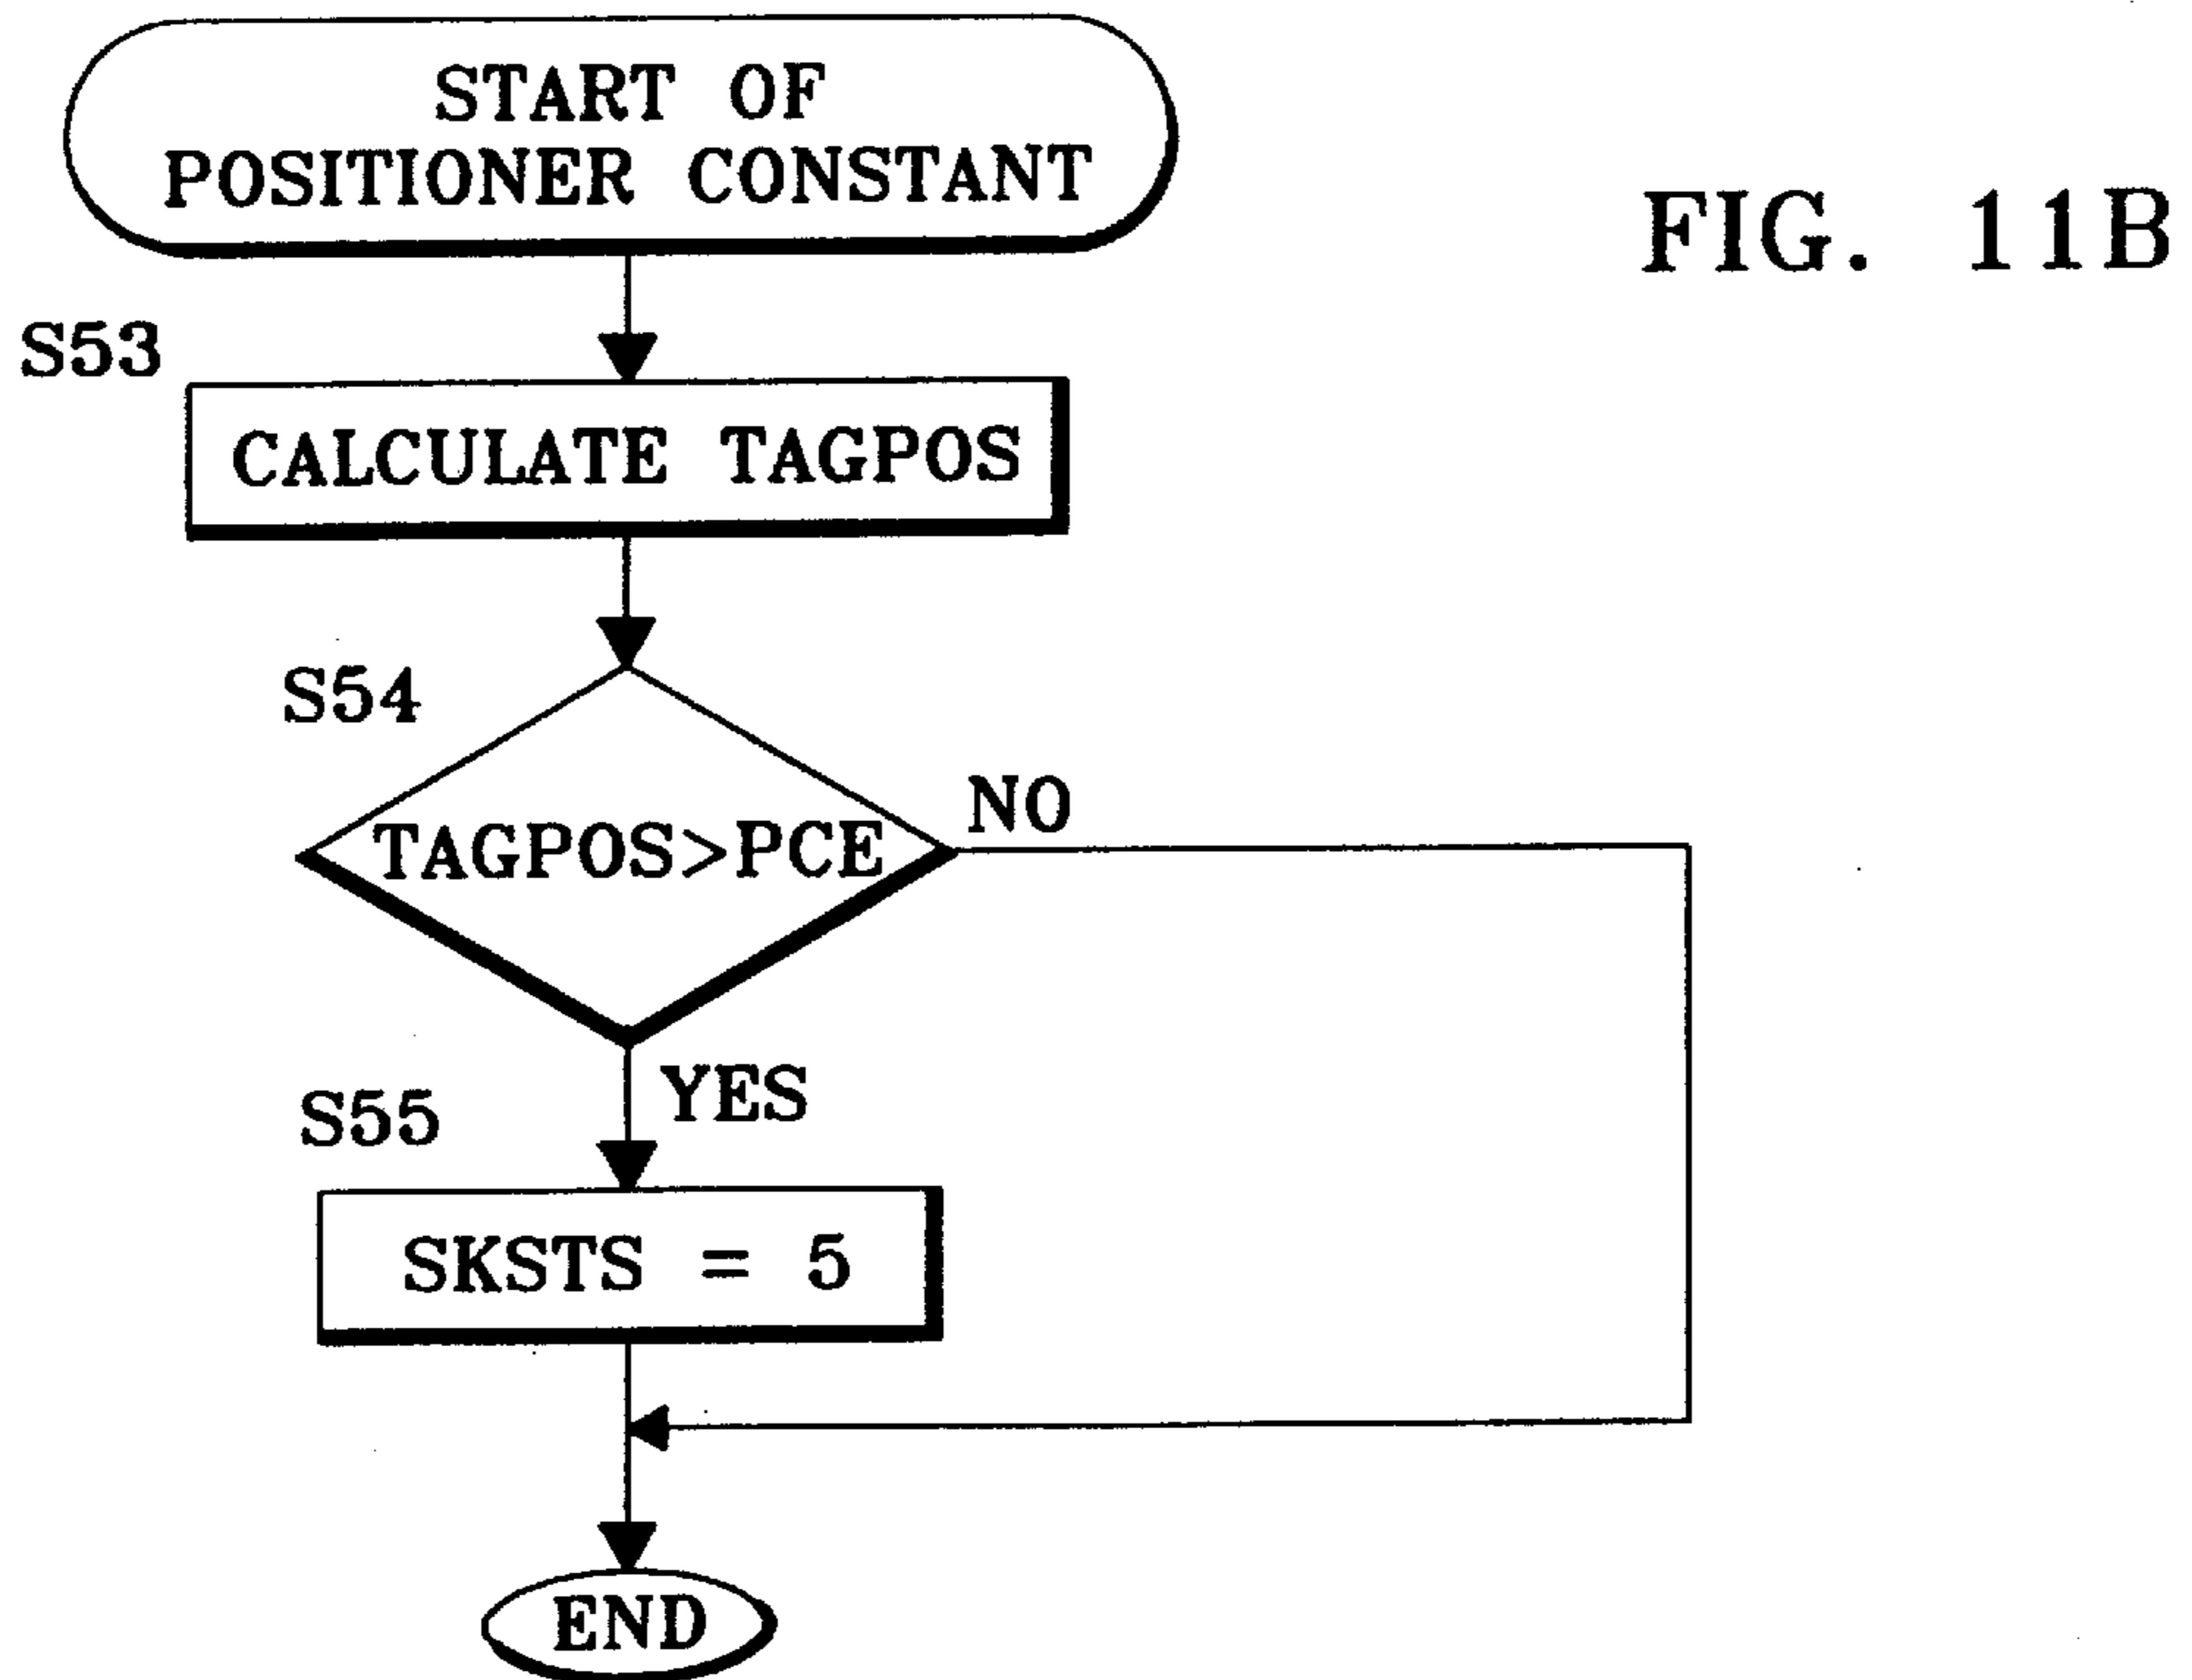 START OF
POSITIONER CONSTANT
FIG. 11B
S53
CALCULATE TAGPOS
S54
TAGPOS>PCE
NO
YES
S55
SKSTS = 5
END